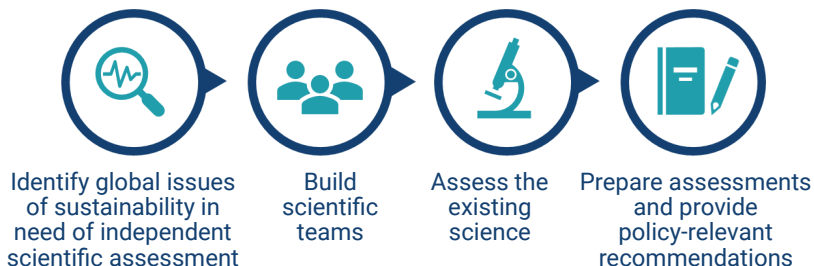 Identify global issues
of sustainability in
need of independent
scientific assessment
Build
scientific
teams
Assess the
existing
science
Prepare assessments
and provide
policy-relevant
recommendations